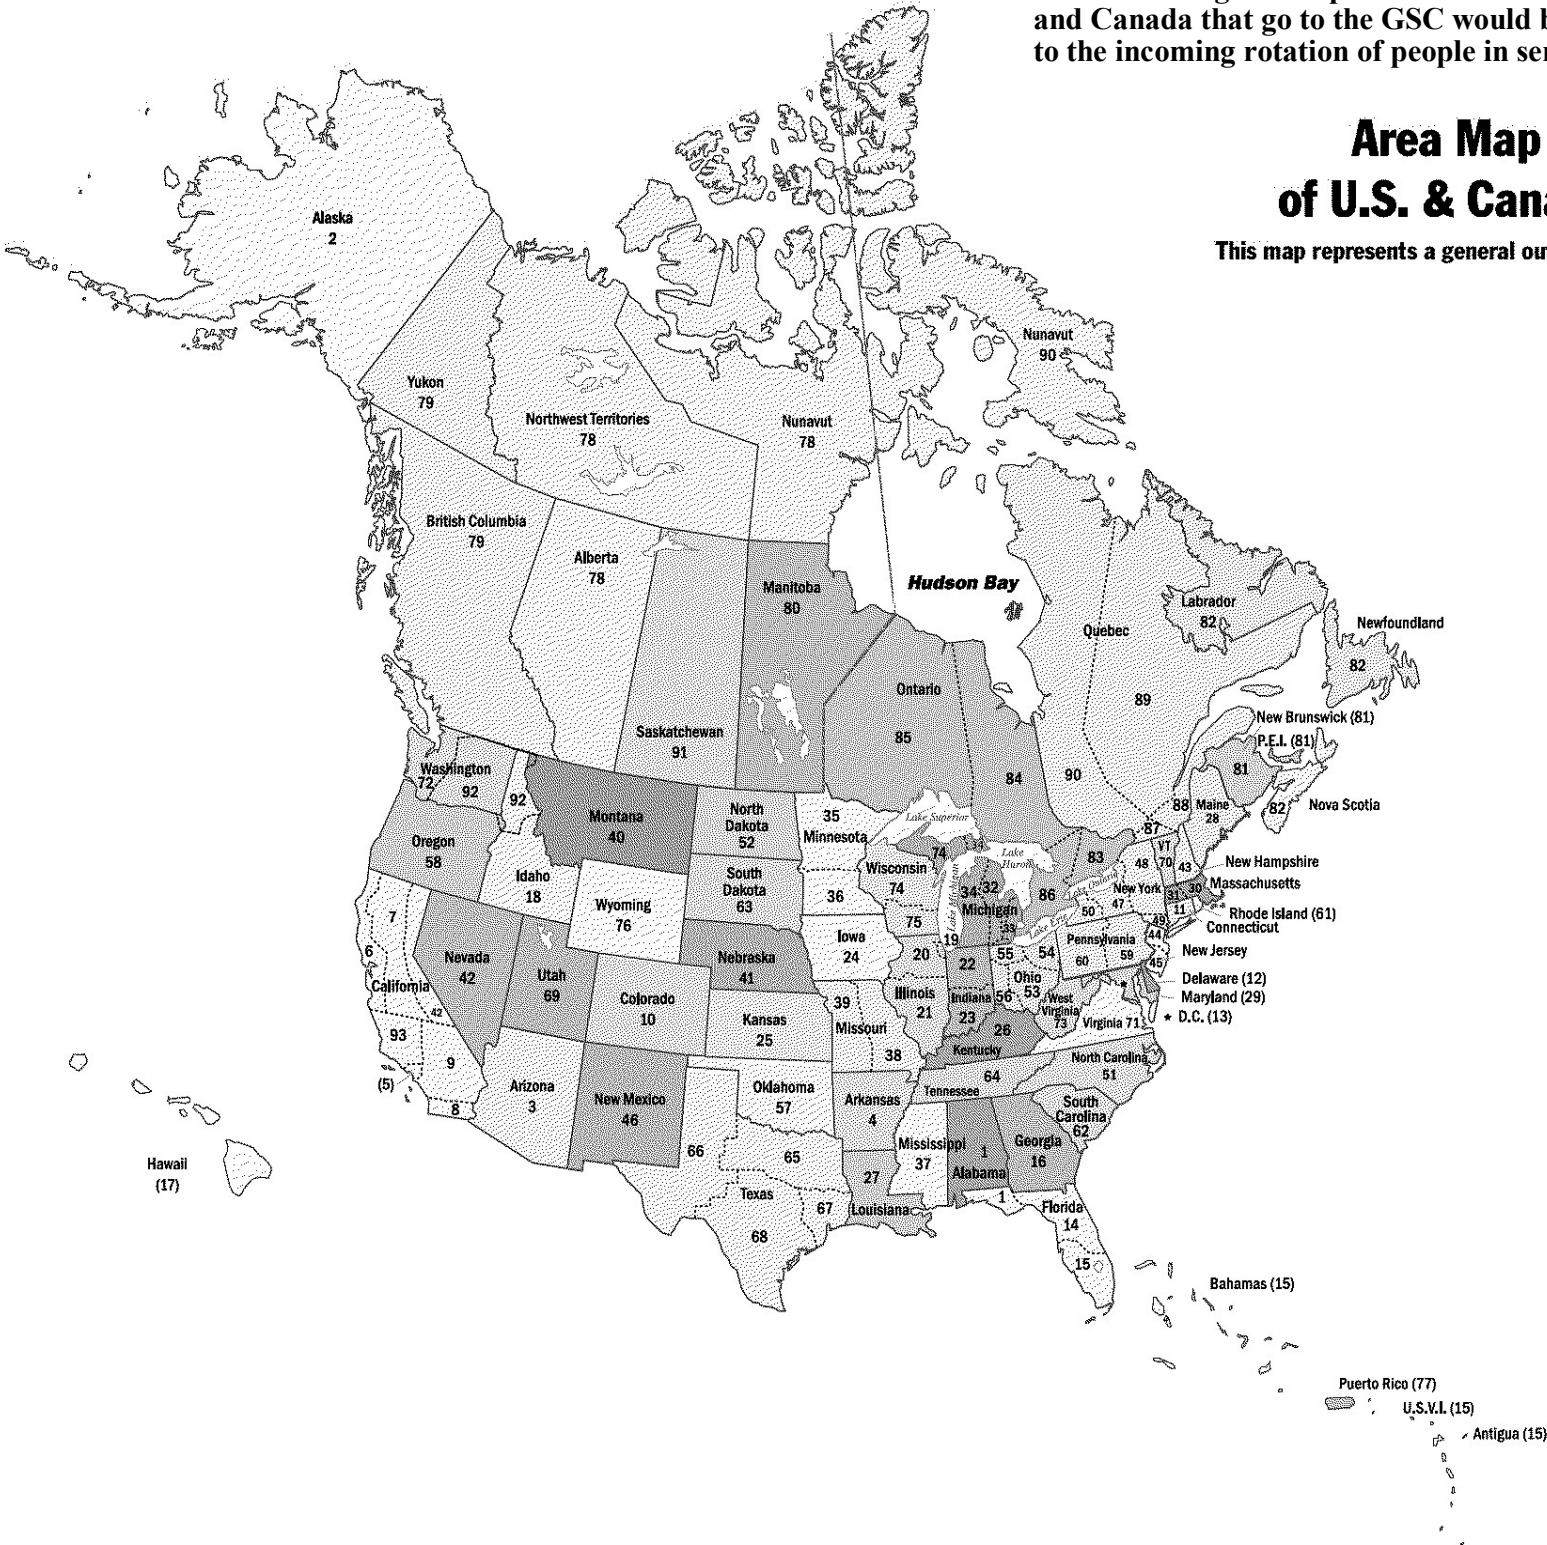 and Canada that go to the GSC would b
to the incoming rotation of people in se
Area Map
of U.S. & Cana
This map represents a general ou
Alaska
2
Yukon
79
Northwest Territories
78
Nunavut
78
Nunavut
90
British Columbia
79
Alberta
78
Saskatchewan
91
Manitoba
80
Hudson Bay
Ontario
85
84
Quebec
89
90
Labrador
82
Newfoundland
82
New Brunswick (81)
P.E.I. (81)
81
Nova Scotia
82
88
87
83
86
Maine
28
VT
70
43
New Hampshire
Massachusetts
31
30
11
Rhode Island (61)
Connecticut
48
New York
47
50
49
44
45
New Jersey
Delaware (12)
Maryland (29)
★ D.C. (13)
Pennsylvania
60
59
Washington
72
92
92
Oregon
58
Idaho
18
Montana
40
Wyoming
76
North
Dakota
52
South
Dakota
63
35
Minnesota
36
Lake Superior
Lake
Huron
Lake Ontario
Wisconsin
74
74
75
34
32
Michigan
33
34
19
Iowa
24
20
Illinois
21
22
Indiana
23
55
54
Ohio
53
56
West
Virginia
73
Virginia 71
Nebraska
41
Kansas
25
39
Missouri
38
Kentucky
26
7
6
California
42
93
9
(5)
8
Nevada
42
Utah
69
Colorado
10
Arizona
3
New Mexico
46
Oklahoma
57
Arkansas
4
Tennessee
64
North Carolina
51
South
Carolina
62
Georgia
16
1
Alabama
1
Mississippi
37
27
Louisiana
66
65
Texas
67
68
Florida
14
15
Hawaii
(17)
Bahamas (15)
Puerto Rico (77)
U.S.V.I. (15)
Antigua (15)